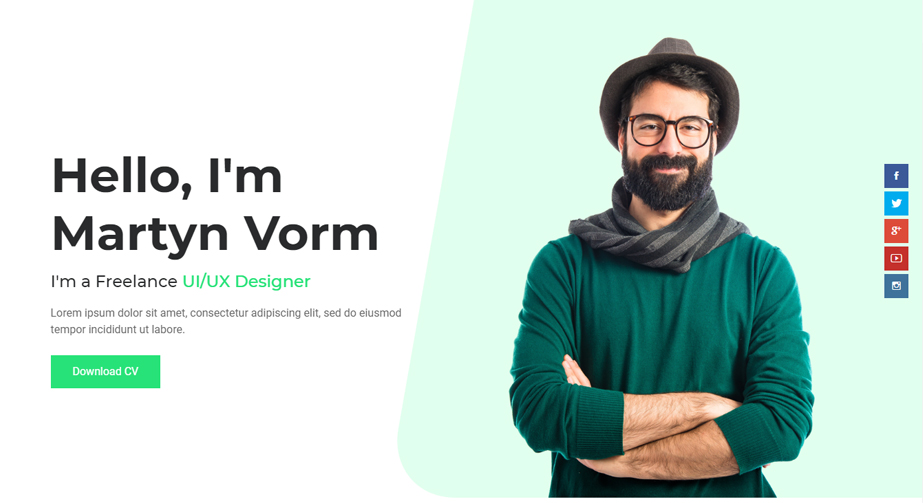 Hello, I'm
Martyn Vorm
I'm a Freelance UI/UX Designer
Lorem ipsum dolor sit amet, consectetur adipiscing elit, sed do eiusmod
tempor incididunt ut labore.
Download CV